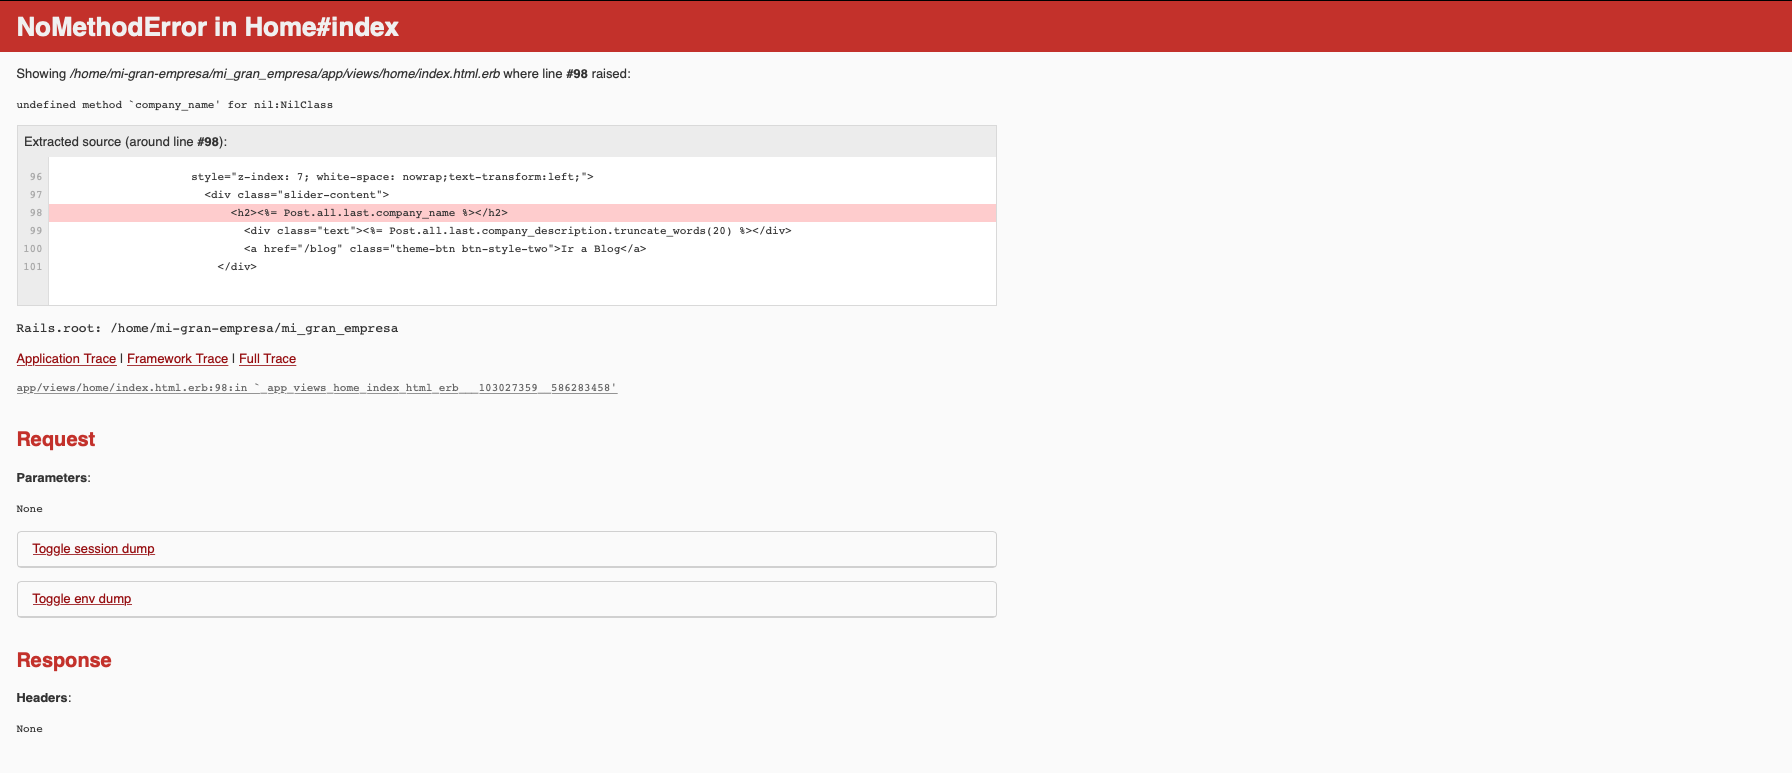 NoMethodError in Home#index
Showing /home/mi-gran-empresa/mi_gran_empresa/app/views/home/index.html.erb where line #98 raised:
undefined method `company_name' for nil:NilClass
Extracted source (around line #98):
96 style="z-index: 7; white-space: nowrap;text-transform:left;">
97 <div class="slider-content">
98 <h2><%= Post.all.last.company_name %></h2>
99 <div class="text"><%= Post.all.last.company_description.truncate_words(20) %></div>
100 <a href="/blog" class="theme-btn btn-style-two">Ir a Blog</a>
101 </div>
Rails.root: /home/mi-gran-empresa/mi_gran_empresa
Application Trace | Framework Trace | Full Trace
app/views/home/index.html.erb:98:in `_app_views_home_index_html_erb___103027359__586283458'
Request
Parameters:
None
Toggle session dump
Toggle env dump
Response
Headers:
None